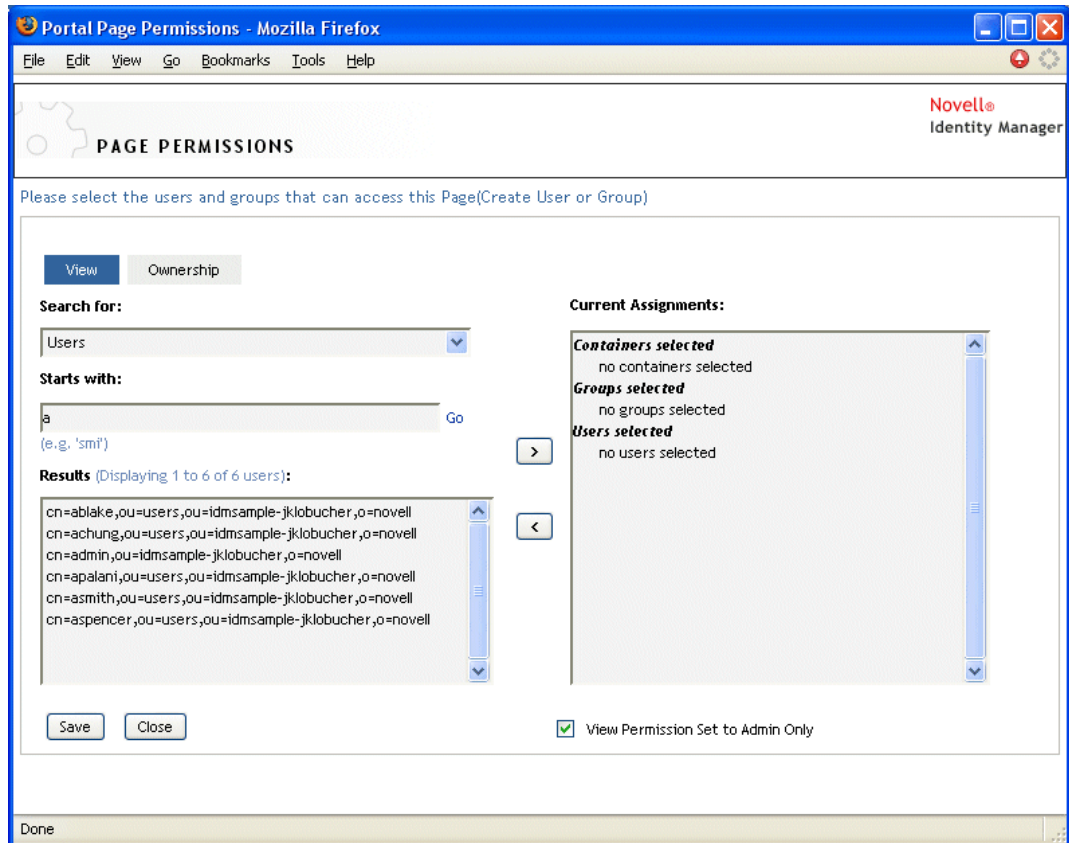 Portal Page Permissions - Mozilla Firefox
File Edit View Go Bookmarks Tools Help
Novell®
Identity Manager
PAGE PERMISSIONS
Please select the users and groups that can access this Page(Create User or Group)
View Ownership
Search for:
Users
Starts with:
a Go
(e.g. 'smi')
Results (Displaying 1 to 6 of 6 users):
cn=ablake,ou=users,ou=idmsample-jklobucher,o=novell
cn=achung,ou=users,ou=idmsample-jklobucher,o=novell
cn=admin,ou=idmsample-jklobucher,o=novell
cn=apalani,ou=users,ou=idmsample-jklobucher,o=novell
cn=asmith,ou=users,ou=idmsample-jklobucher,o=novell
cn=aspencer,ou=users,ou=idmsample-jklobucher,o=novell
>
<
Current Assignments:
Containers selected
no containers selected
Groups selected
no groups selected
Users selected
no users selected
Save Close
View Permission Set to Admin Only
Done